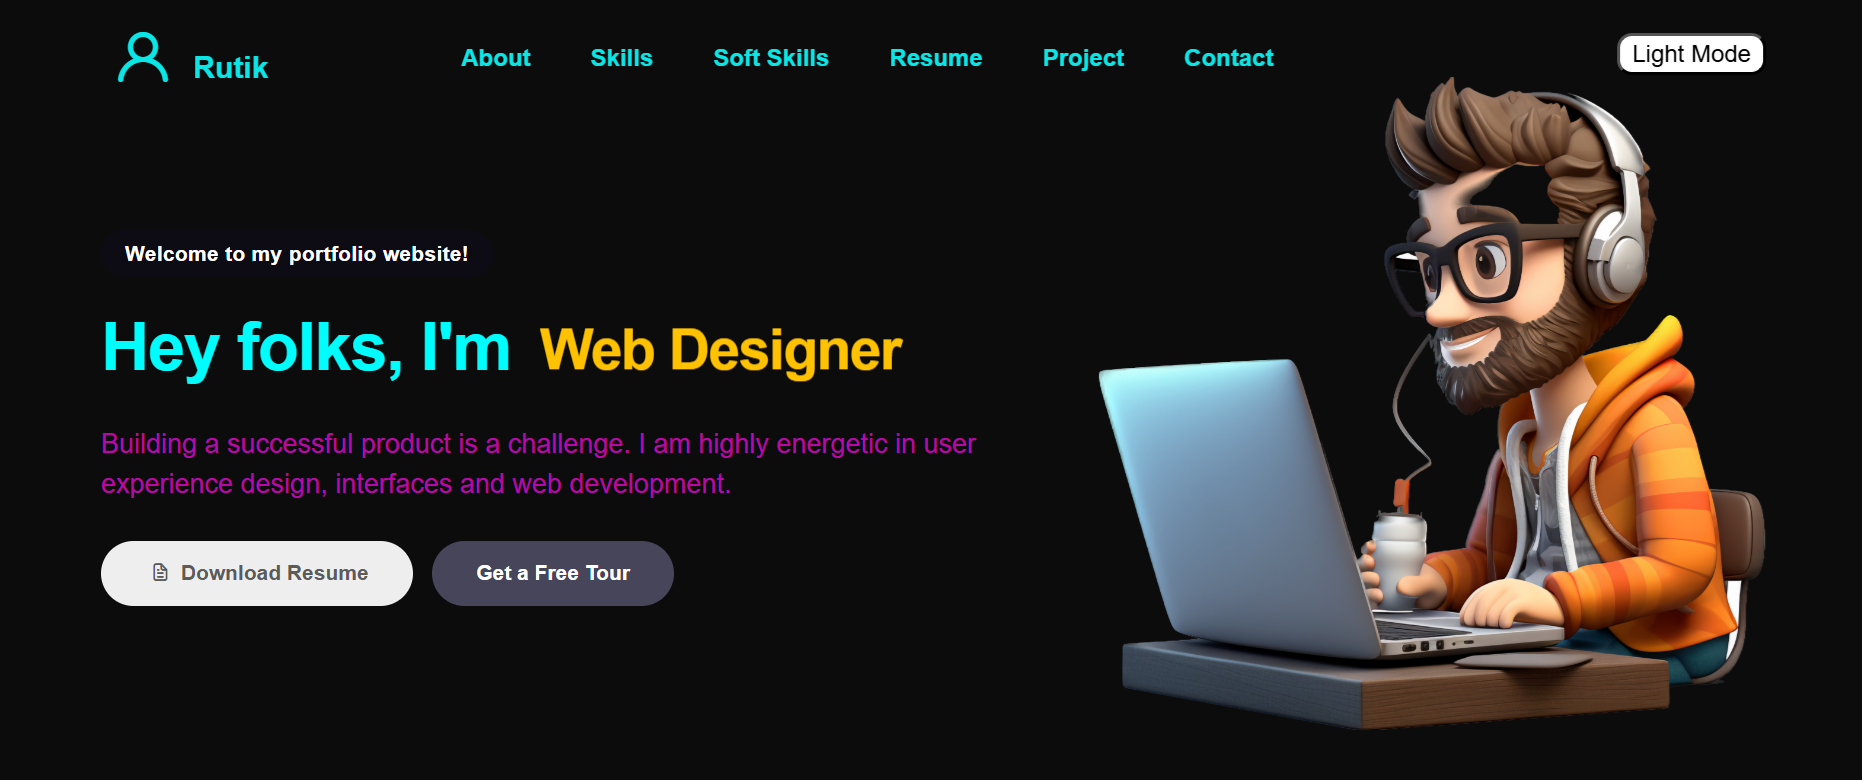 Rutik
About Skills Soft Skills Resume Project Contact
Light Mode
Welcome to my portfolio website!
Hey folks, I'm Web Designer
Building a successful product is a challenge. I am highly energetic in user
experience design, interfaces and web development.
Download Resume
Get a Free Tour